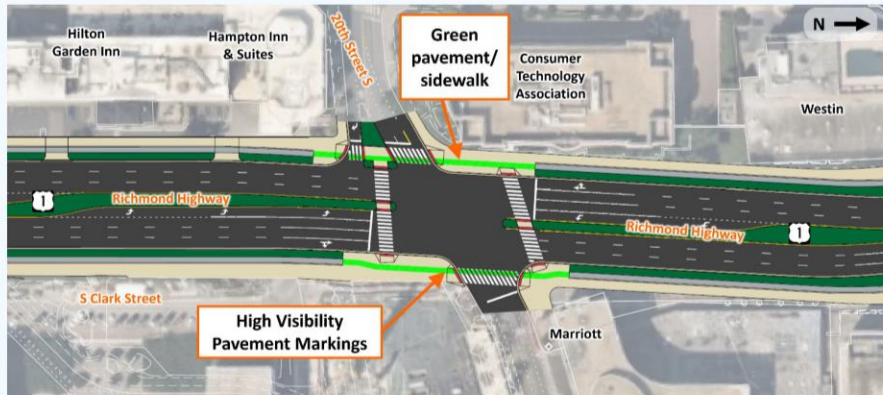 N
Hilton
Garden Inn
Hampton Inn
& Suites
20th Street S
Green
pavement/
sidewalk
Consumer
Technology
Association
Westin
1
Richmond Highway
Richmond Highway
1
S Clark Street
High Visibility
Pavement Markings
Marriott